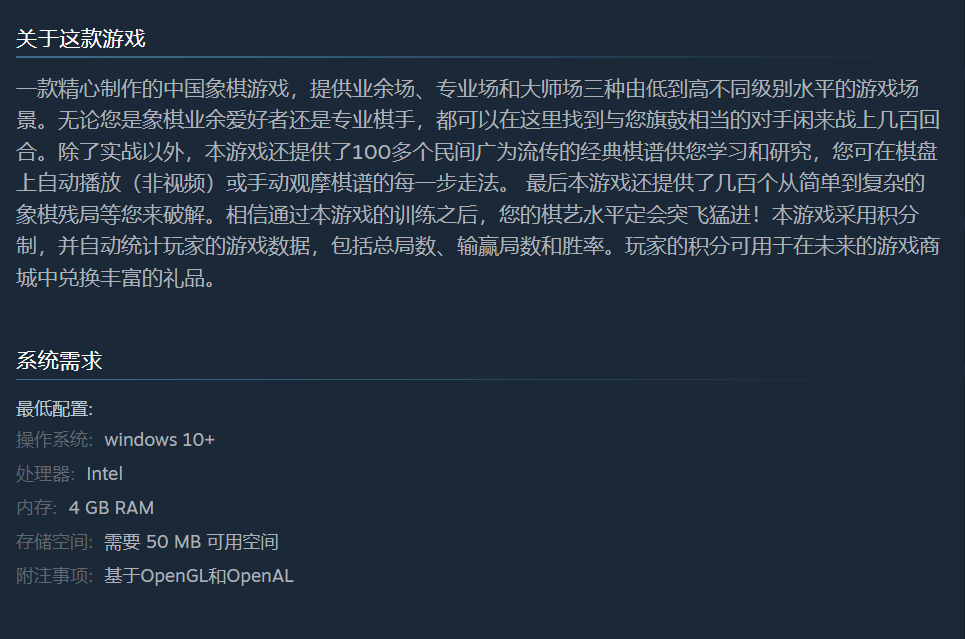 关于这款游戏
一款精心制作的中国象棋游戏，提供业余场、专业场和大师场三种由低到高不同级别水平的游戏场
景。无论您是象棋业余爱好者还是专业棋手，都可以在这里找到与您旗鼓相当的对手闲来战上几百回
合。除了实战以外，本游戏还提供了100多个民间广为流传的经典棋谱供您学习和研究，您可在棋盘
上自动播放（非视频）或手动观摩棋谱的每一步走法。 最后本游戏还提供了几百个从简单到复杂的
象棋残局等您来破解。相信通过本游戏的训练之后，您的棋艺水平定会突飞猛进！本游戏采用积分
制，并自动统计玩家的游戏数据，包括总局数、输赢局数和胜率。玩家的积分可用于在未来的游戏商
城中兑换丰富的礼品。
系统需求
最低配置:
操作系统: windows 10+
处理器: Intel
内存: 4 GB RAM
存储空间: 需要 50 MB 可用空间
附注事项: 基于OpenGL和OpenAL